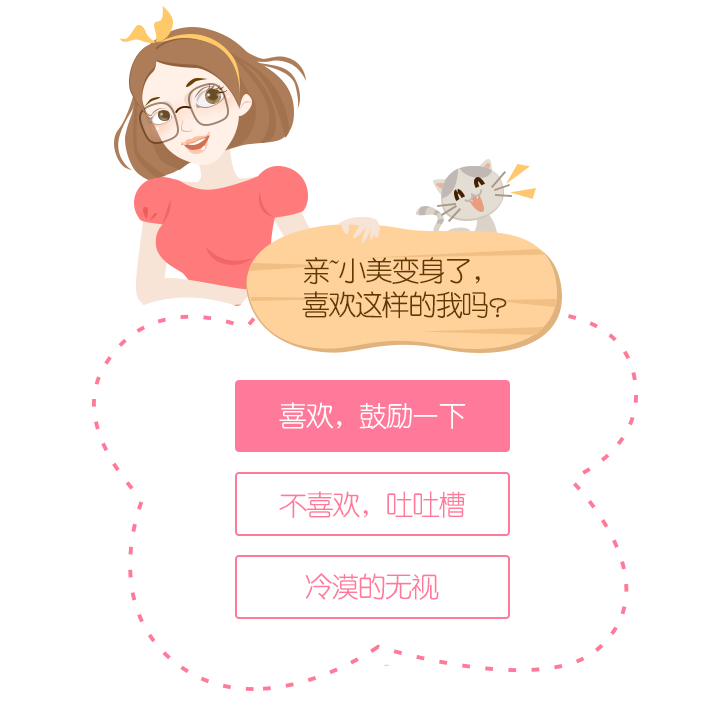 亲~小美变身了，
喜欢这样的我吗?
喜欢，鼓励一下
不喜欢，吐吐槽
冷漠的无视